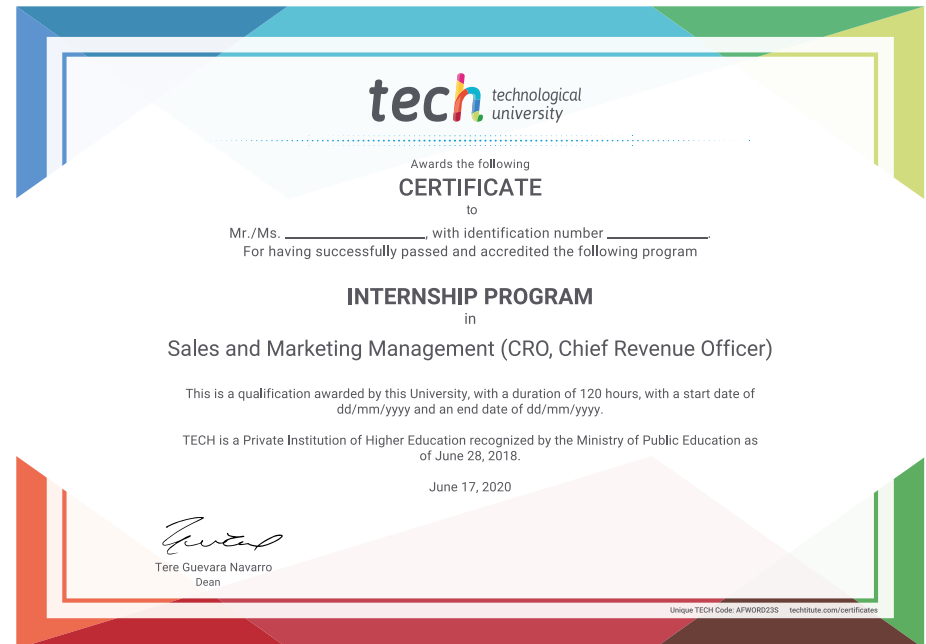 tech technological
university
Awards the following
CERTIFICATE
to
Mr./Ms. ____________________, with identification number ______________.
For having successfully passed and accredited the following program
INTERNSHIP PROGRAM
in
Sales and Marketing Management (CRO, Chief Revenue Officer)
This is a qualification awarded by this University, with a duration of 120 hours, with a start date of
dd/mm/yyyy and an end date of dd/mm/yyyy.
TECH is a Private Institution of Higher Education recognized by the Ministry of Public Education as
of June 28, 2018.
June 17, 2020
Tere Guevara Navarro
Dean
Unique TECH Code: AFWORD23S techtitute.com/certificates